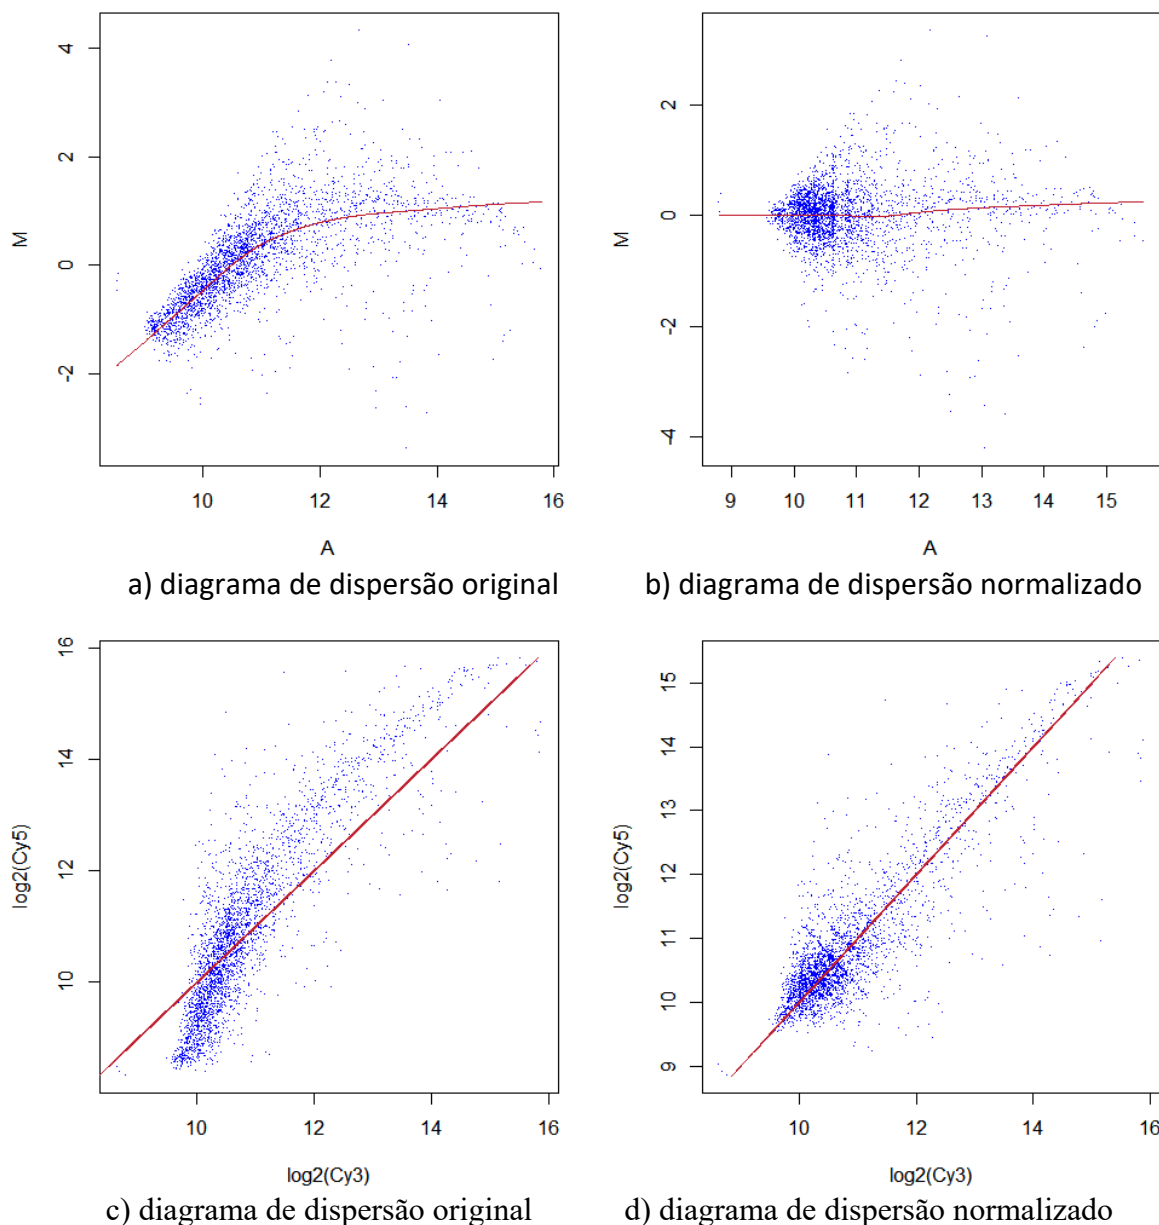 4
2
0
-2
M
10 12 14 16
A
2
0
-2
-4
M
9 10 11 12 13 14 15
A
a) diagrama de dispersão original b) diagrama de dispersão normalizado
16
14
12
10
log2(Cy5)
10 12 14 16
log2(Cy3)
15
14
13
12
11
10
9
log2(Cy5)
10 12 14 16
log2(Cy3)
c) diagrama de dispersão original d) diagrama de dispersão normalizado